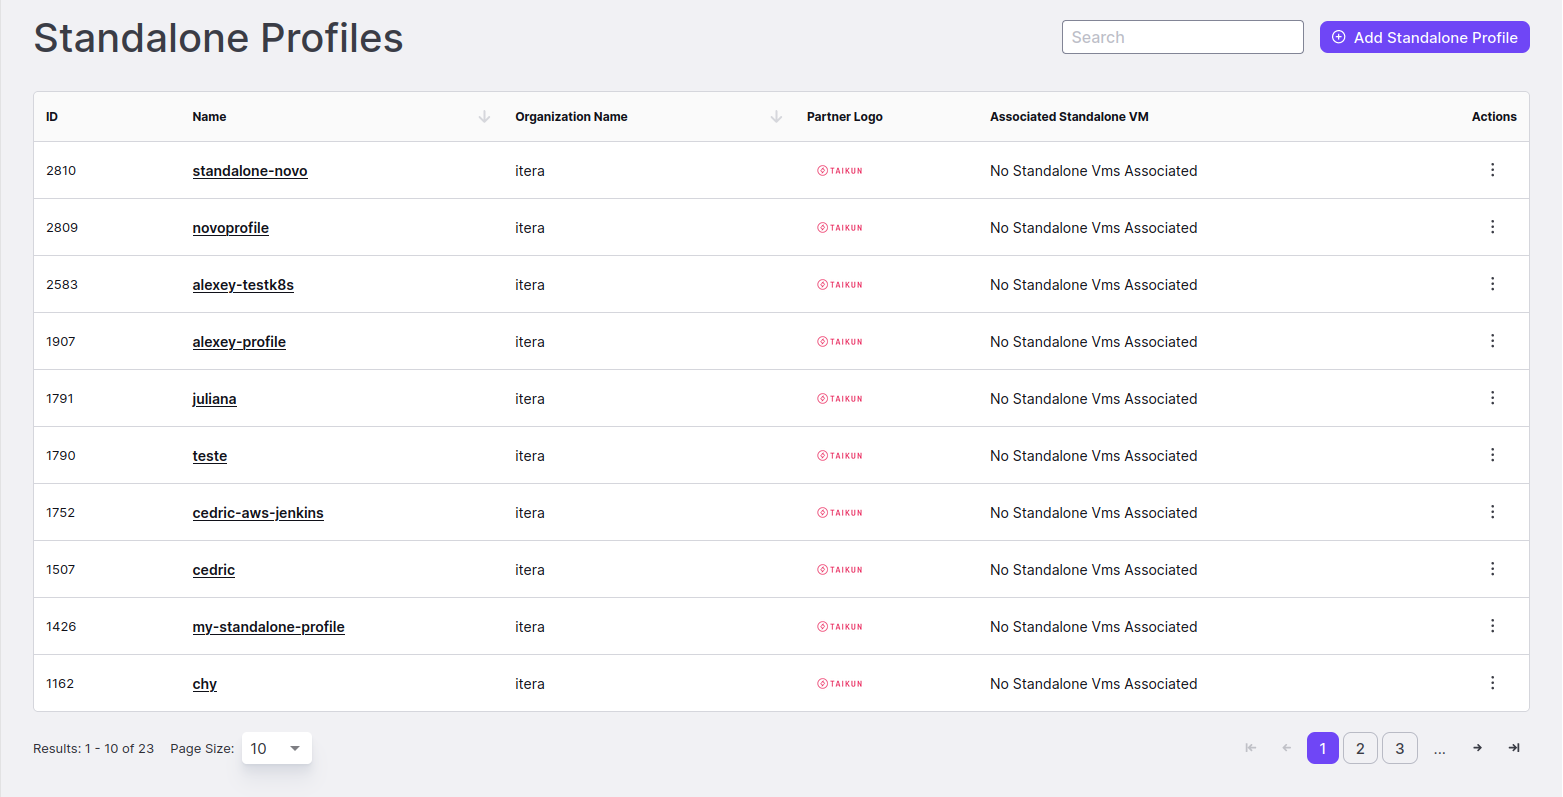 Standalone Profiles
Search
Add Standalone Profile
ID Name Organization Name Partner Logo Associated Standalone VM Actions
2810 standalone-novo itera TAIKUN No Standalone Vms Associated
2809 novoprofile itera TAIKUN No Standalone Vms Associated
2583 alexey-testk8s itera TAIKUN No Standalone Vms Associated
1907 alexey-profile itera TAIKUN No Standalone Vms Associated
1791 juliana itera TAIKUN No Standalone Vms Associated
1790 teste itera TAIKUN No Standalone Vms Associated
1752 cedric-aws-jenkins itera TAIKUN No Standalone Vms Associated
1507 cedric itera TAIKUN No Standalone Vms Associated
1426 my-standalone-profile itera TAIKUN No Standalone Vms Associated
1162 chy itera TAIKUN No Standalone Vms Associated
Results: 1 - 10 of 23 Page Size: 10 1 2 3 ...